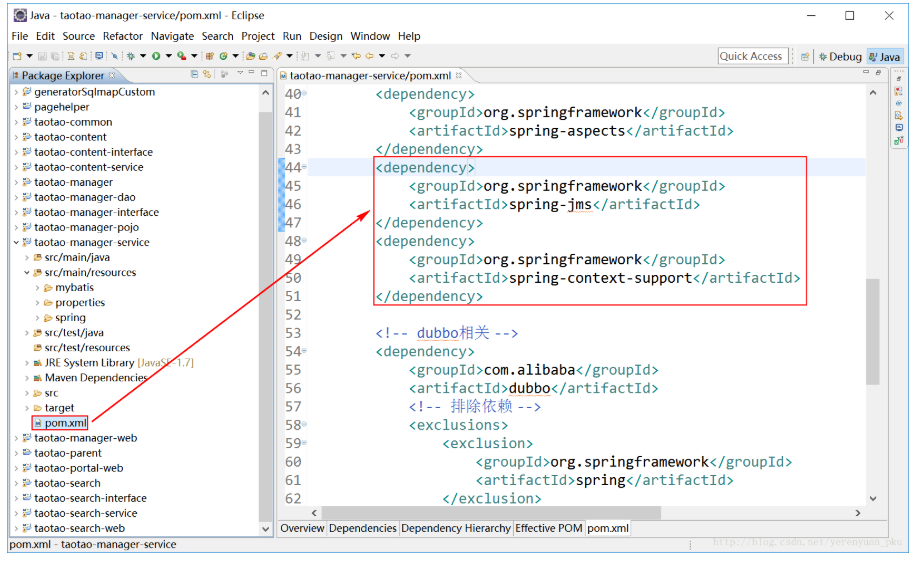 Java - taotao-manager-service/pom.xml - Eclipse
File Edit Source Refactor Navigate Search Project Run Design Window Help
Quick Access Debug Java
Package Explorer
generatorSqlmapCustom
pagehelper
taotao-common
taotao-content
taotao-content-interface
taotao-content-service
taotao-manager
taotao-manager-dao
taotao-manager-interface
taotao-manager-pojo
taotao-manager-service
src/main/java
src/main/resources
mybatis
properties
spring
src/test/java
src/test/resources
JRE System Library [JavaSE-1.7]
Maven Dependencies
src
target
pom.xml
taotao-manager-web
taotao-parent
taotao-portal-web
taotao-search
taotao-search-interface
taotao-search-service
taotao-search-web
taotao-manager-service/pom.xml
40 <dependency>
41 <groupId>org.springframework</groupId>
42 <artifactId>spring-aspects</artifactId>
43 </dependency>
44 <dependency>
45 <groupId>org.springframework</groupId>
46 <artifactId>spring-jms</artifactId>
47 </dependency>
48 <dependency>
49 <groupId>org.springframework</groupId>
50 <artifactId>spring-context-support</artifactId>
51 </dependency>
52
53 <!-- dubbo相关 -->
54 <dependency>
55 <groupId>com.alibaba</groupId>
56 <artifactId>dubbo</artifactId>
57 <!-- 排除依赖 -->
58 <exclusions>
59 <exclusion>
60 <groupId>org.springframework</groupId>
61 <artifactId>spring</artifactId>
62 </exclusion>
Overview Dependencies Dependency Hierarchy Effective POM pom.xml
pom.xml - taotao-manager-service
http://blog.csdn.net/yerenyuan_pku